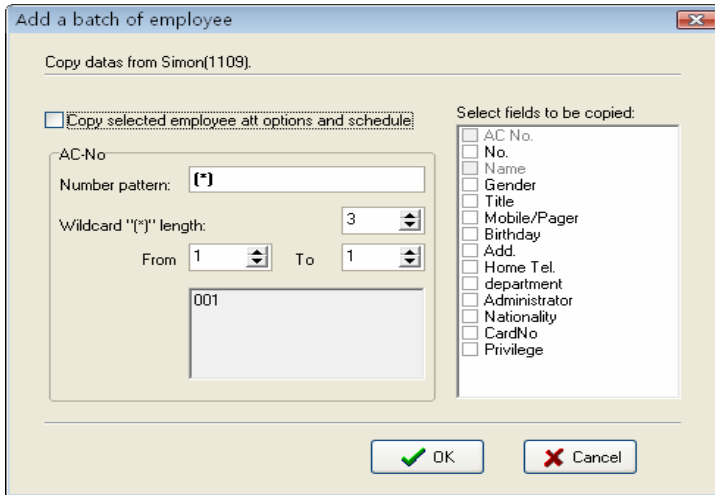 Add a batch of employee
Copy datas from Simon(1109).
Copy selected employee att options and schedule
AC-No
Number pattern: (*)
Wildcard "(*)" length: 3
From 1 To 1
001
Select fields to be copied:
AC No.
No.
Name
Gender
Title
Mobile/Pager
Birthday
Add.
Home Tel.
department
Administrator
Nationality
CardNo
Privilege
OK Cancel